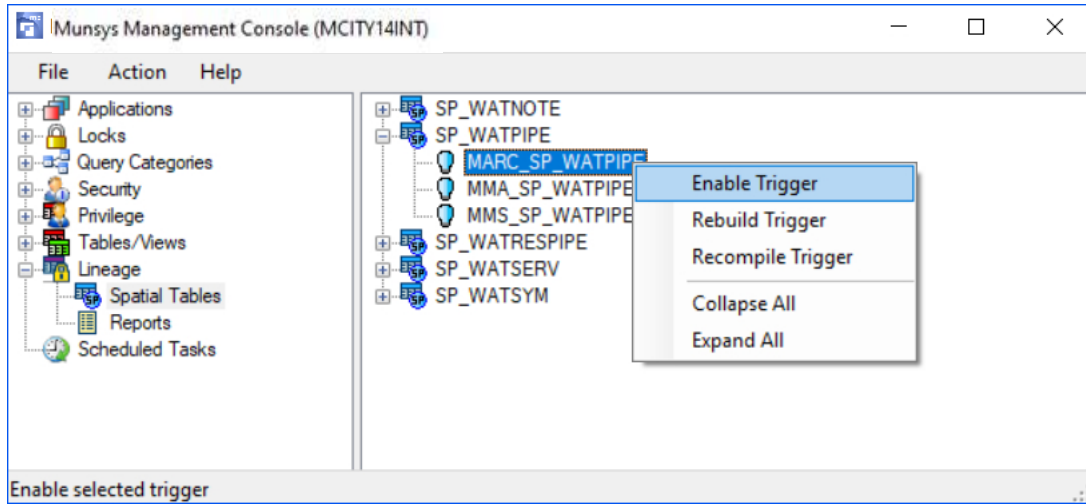 Munsys Management Console (MCITY14INT)
File Action Help
Applications
Locks
Query Categories
Security
Privilege
Tables/Views
Lineage
Spatial Tables
Reports
Scheduled Tasks
SP_WATNOTE
SP_WATPIPE
MARC_SP_WATPIPE
MMA_SP_WATPIPE
MMS_SP_WATPIPE
SP_WATRESPIPE
SP_WATSERV
SP_WATSYM
Enable Trigger
Rebuild Trigger
Recompile Trigger
Collapse All
Expand All
Enable selected trigger